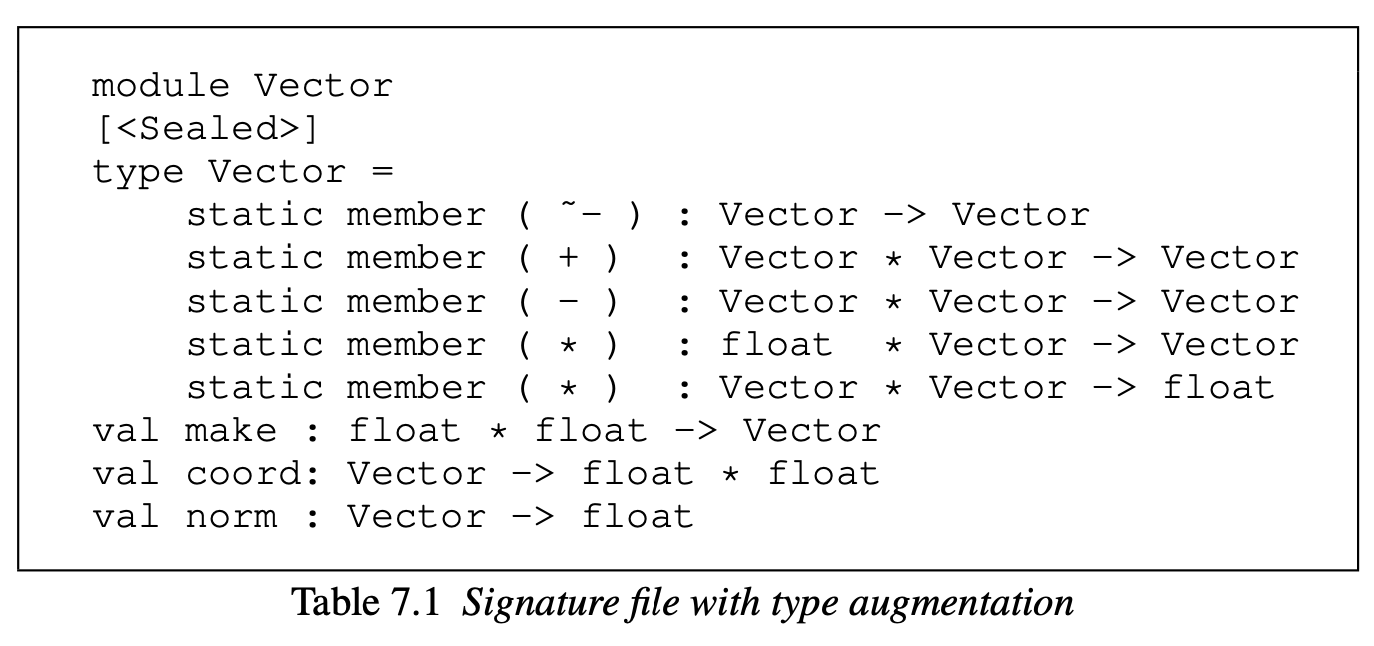 module Vector
[<Sealed>]
type Vector =
    static member ( ˜- ) : Vector -> Vector
    static member ( + )  : Vector * Vector -> Vector
    static member ( - )  : Vector * Vector -> Vector
    static member ( * )  : float  * Vector -> Vector
    static member ( * )  : Vector * Vector -> float
val make : float * float -> Vector
val coord: Vector -> float * float
val norm : Vector -> float
Table 7.1 Signature file with type augmentation